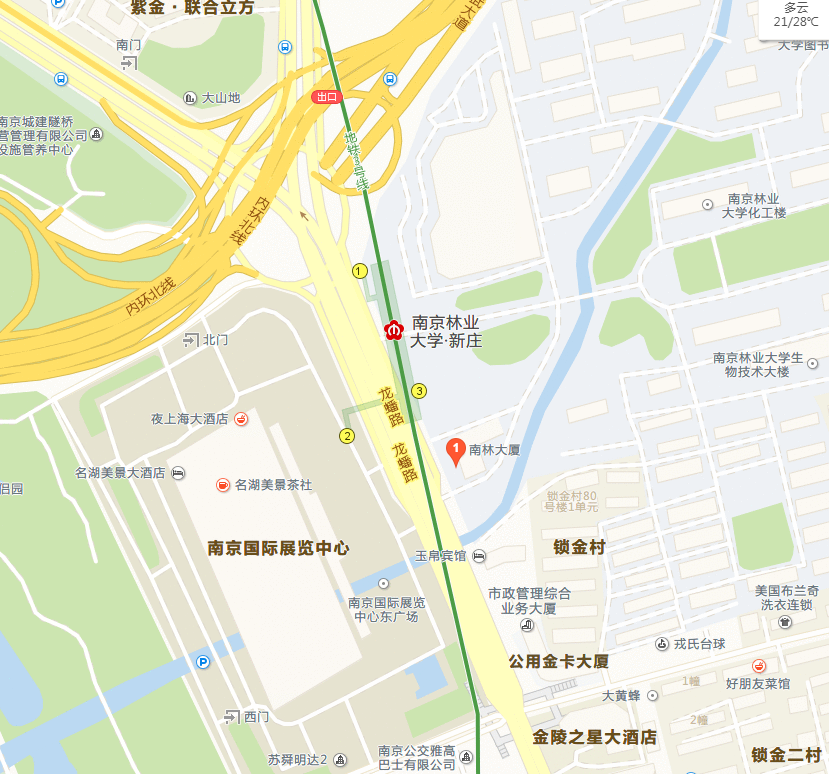 紫金·联合立方
武大道
多云
21/28℃
大学图书
南门
大山地
出口
南京城建隧桥
营管理有限公司
设施管养中心
地铁3号线
内环北线
内环北线
南京林业
大学化工楼
1
南京林业
大学·新庄
北门
南京林业大学生
物技术大楼
龙蟠路
3
2
夜上海大酒店
龙蟠路
1
南林大厦
名湖美景大酒店
名湖美景茶社
侣园
锁金村80
号楼1单元
南京国际展览中心
锁金村
玉帛宾馆
南京国际展览
中心东广场
市政管理综合
业务大厦
美国布兰奇
洗衣连锁
戎氏台球
P
公用金卡大厦
1幢
好朋友菜馆
大黄蜂
西门
2幢
金陵之星大酒店
苏舜明达2
南京公交雅高
巴士有限公司
锁金二村